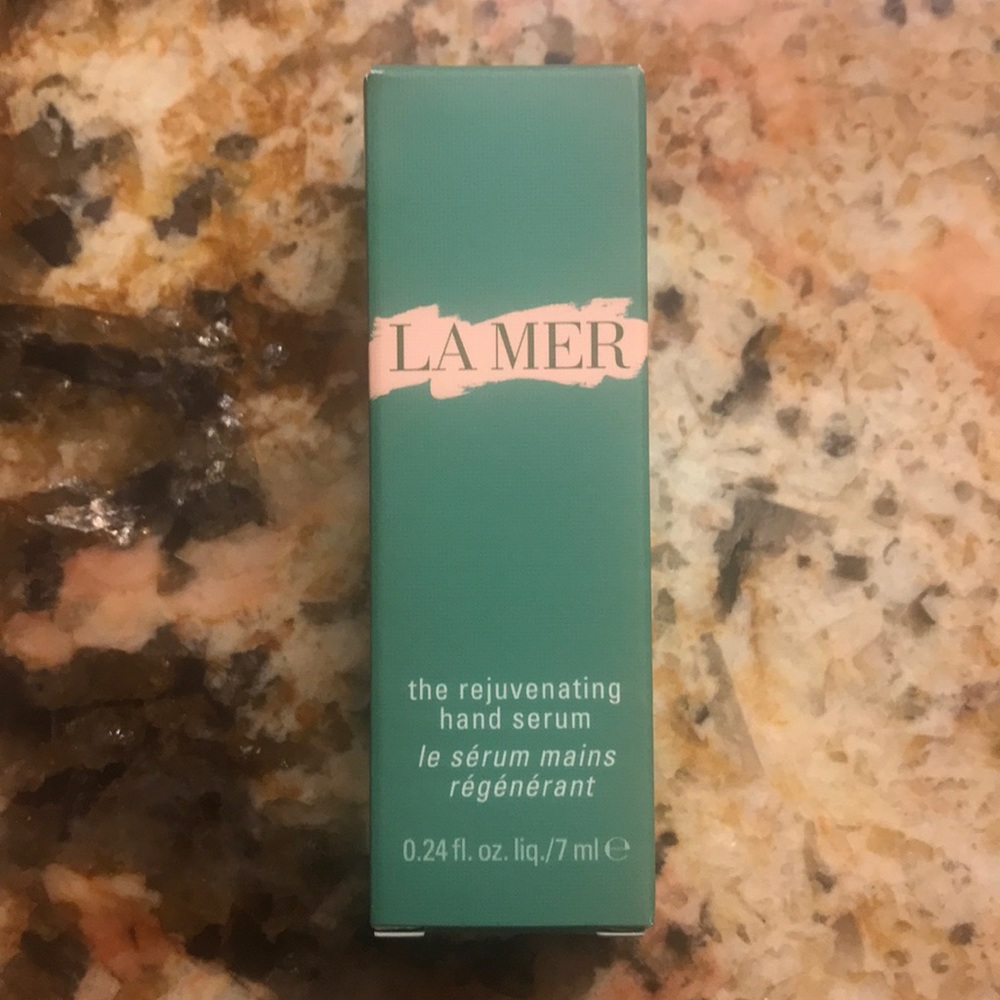 LA MER
the rejuvenating
hand serum
le sérum mains
régénérant
0.24 fl. oz. liq./7 ml ℮